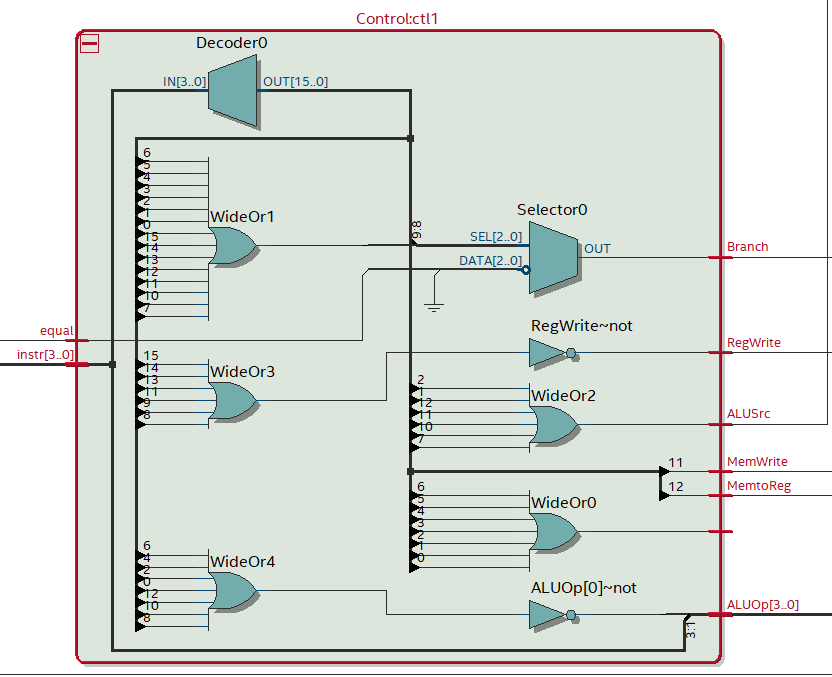 Control:ctl1
Decoder0
IN[3..0]
OUT[15..0]
6
5
4
3
2
1
0
15
14
13
12
11
10
7
WideOr1
9:8
Selector0
SEL[2..0]
DATA[2..0]
OUT
Branch
equal
instr[3..0]
RegWrite~not
RegWrite
15
14
13
11
9
8
WideOr3
2
1
12
11
10
7
WideOr2
ALUSrc
11
MemWrite
12
MemtoReg
6
5
4
3
2
1
0
WideOr0
6
4
2
0
12
10
8
WideOr4
ALUOp[0]~not
3:1
ALUOp[3..0]